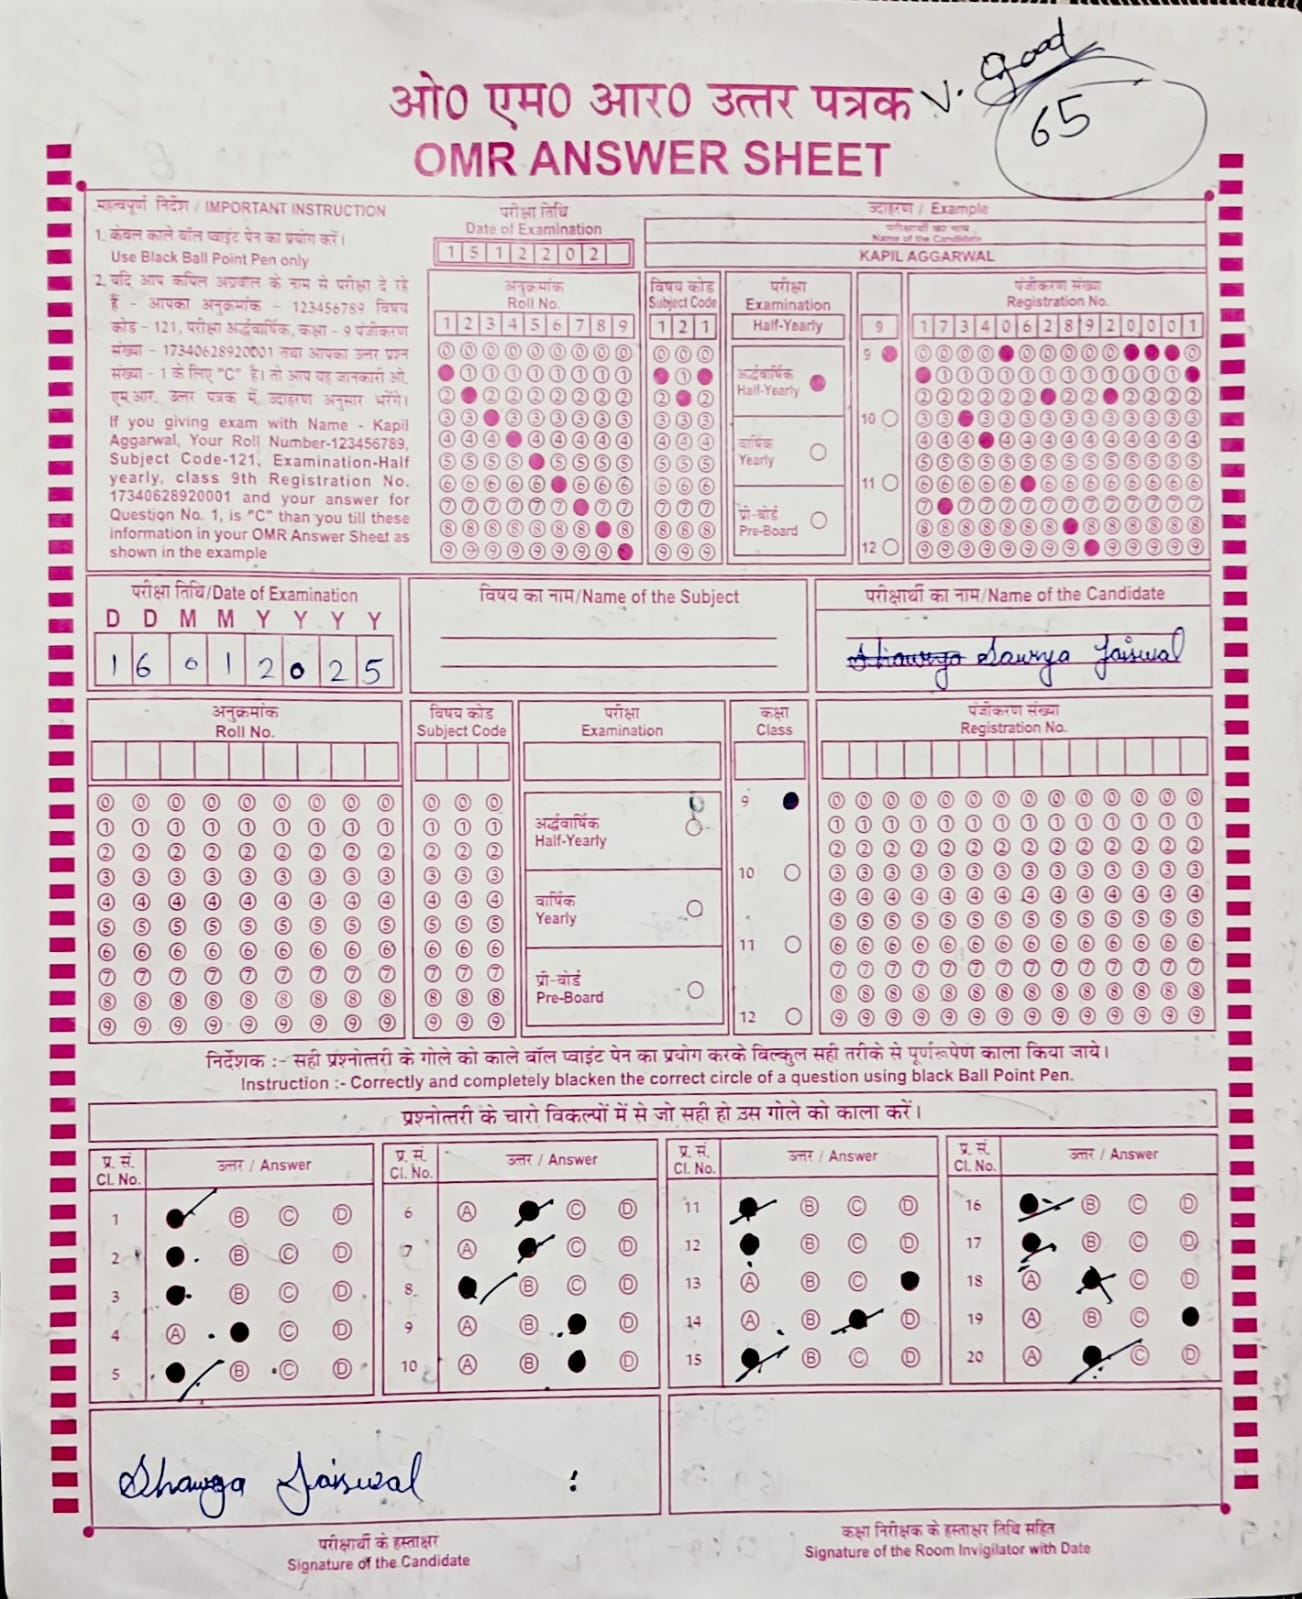 V. Good
65
ओ0 एम0 आर0 उत्तर पत्रक
OMR ANSWER SHEET
महत्वपूर्ण निर्देश / IMPORTANT INSTRUCTION
1. केवल काले बॉल प्वाइंट पेन का प्रयोग करें।
Use Black Ball Point Pen only
2. यदि आप कपिल अग्रवाल के नाम से परीक्षा दे रहे
हैं - आपका अनुक्रमांक - 123456789 विषय
कोड - 121, परीक्षा अर्द्धवार्षिक, कक्षा - 9 पंजीकरण
संख्या - 17340628920001 तथा आपका उत्तर प्रश्न
संख्या - 1 के लिए "C" है। तो आप यह जानकारी ओ.
एम.आर. उत्तर पत्रक में उदाहरण अनुसार भरेंगे।
If you giving exam with Name - Kapil
Aggarwal, Your Roll Number-123456789,
Subject Code-121, Examination-Half
yearly, class 9th Registration No.
17340628920001 and your answer for
Question No. 1, is "C" than you till these
information in your OMR Answer Sheet as
shown in the example
परीक्षा तिथि
Date of Examination
1 5 1 2 2 0 2
उदाहरण / Example
परीक्षार्थी का नाम
Name of the Candidate
KAPIL AGGARWAL
अनुक्रमांक
Roll No.
1 2 3 4 5 6 7 8 9
विषय कोड
Subject Code
1 2 1
परीक्षा
Examination
Half-Yearly
अर्द्धवार्षिक
Half-Yearly
वार्षिक
Yearly
प्री-बोर्ड
Pre-Board
9
9
10
11
12
पंजीकरण संख्या
Registration No.
1 7 3 4 0 6 2 8 9 2 0 0 0 1
परीक्षा तिथि/Date of Examination
D D M M Y Y Y Y
1 6 0 1 2 0 2 5
विषय का नाम/Name of the Subject
परीक्षार्थी का नाम/Name of the Candidate
Sawrya Jaiswal
अनुक्रमांक
Roll No.
विषय कोड
Subject Code
परीक्षा
Examination
अर्द्धवार्षिक
Half-Yearly
वार्षिक
Yearly
प्री-बोर्ड
Pre-Board
कक्षा
Class
9
10
11
12
पंजीकरण संख्या
Registration No.
निर्देशक :- सही प्रश्नोत्तरी के गोले को काले बॉल प्वाइंट पेन का प्रयोग करके बिल्कुल सही तरीके से पूर्णरूपेण काला किया जाये।
Instruction :- Correctly and completely blacken the correct circle of a question using black Ball Point Pen.
प्रश्नोत्तरी के चारो विकल्पों में से जो सही हो उस गोले को काला करें।
प्र. सं. उत्तर / Answer
Cl. No.
1 B C D
2 B C D
3 B C D
4 A C D
5 B C D
प्र. सं. उत्तर / Answer
Cl. No.
6 A C D
7 A C D
8 B C D
9 A B D
10 A B D
प्र. सं. उत्तर / Answer
Cl. No.
11 B C D
12 B C D
13 A B C
14 A B D
15 B C D
प्र. सं. उत्तर / Answer
Cl. No.
16 B C D
17 B C D
18 A C D
19 A B C
20 A C D
Shawrya Jaiswal
परीक्षार्थी के हस्ताक्षर
Signature of the Candidate
कक्षा निरीक्षक के हस्ताक्षर तिथि सहित
Signature of the Room Invigilator with Date